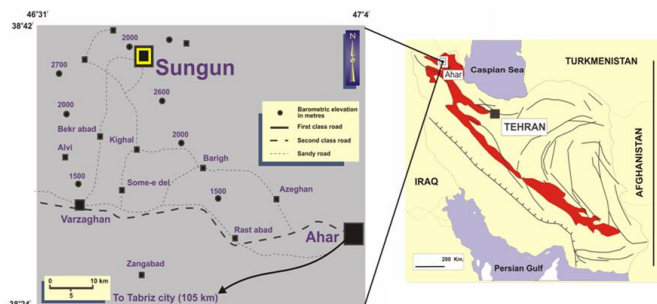 46°31'
47°4'
38°42'
2000
Sungun
2700
2600
2000
Bekr abad
Kighal
2000
Alvi
Barigh
1500
Some-e del
1500
Azeghan
Varzaghan
Rast abad
Ahar
Zangabad
0 10 km
5
To Tabriz city (105 km)
N
Barometric elevation
in metres
First class road
Second class road
Sandy road
Caspian Sea
TURKMENISTAN
Ahar
TEHRAN
AFGHANISTAN
IRAQ
200 Km.
Persian Gulf